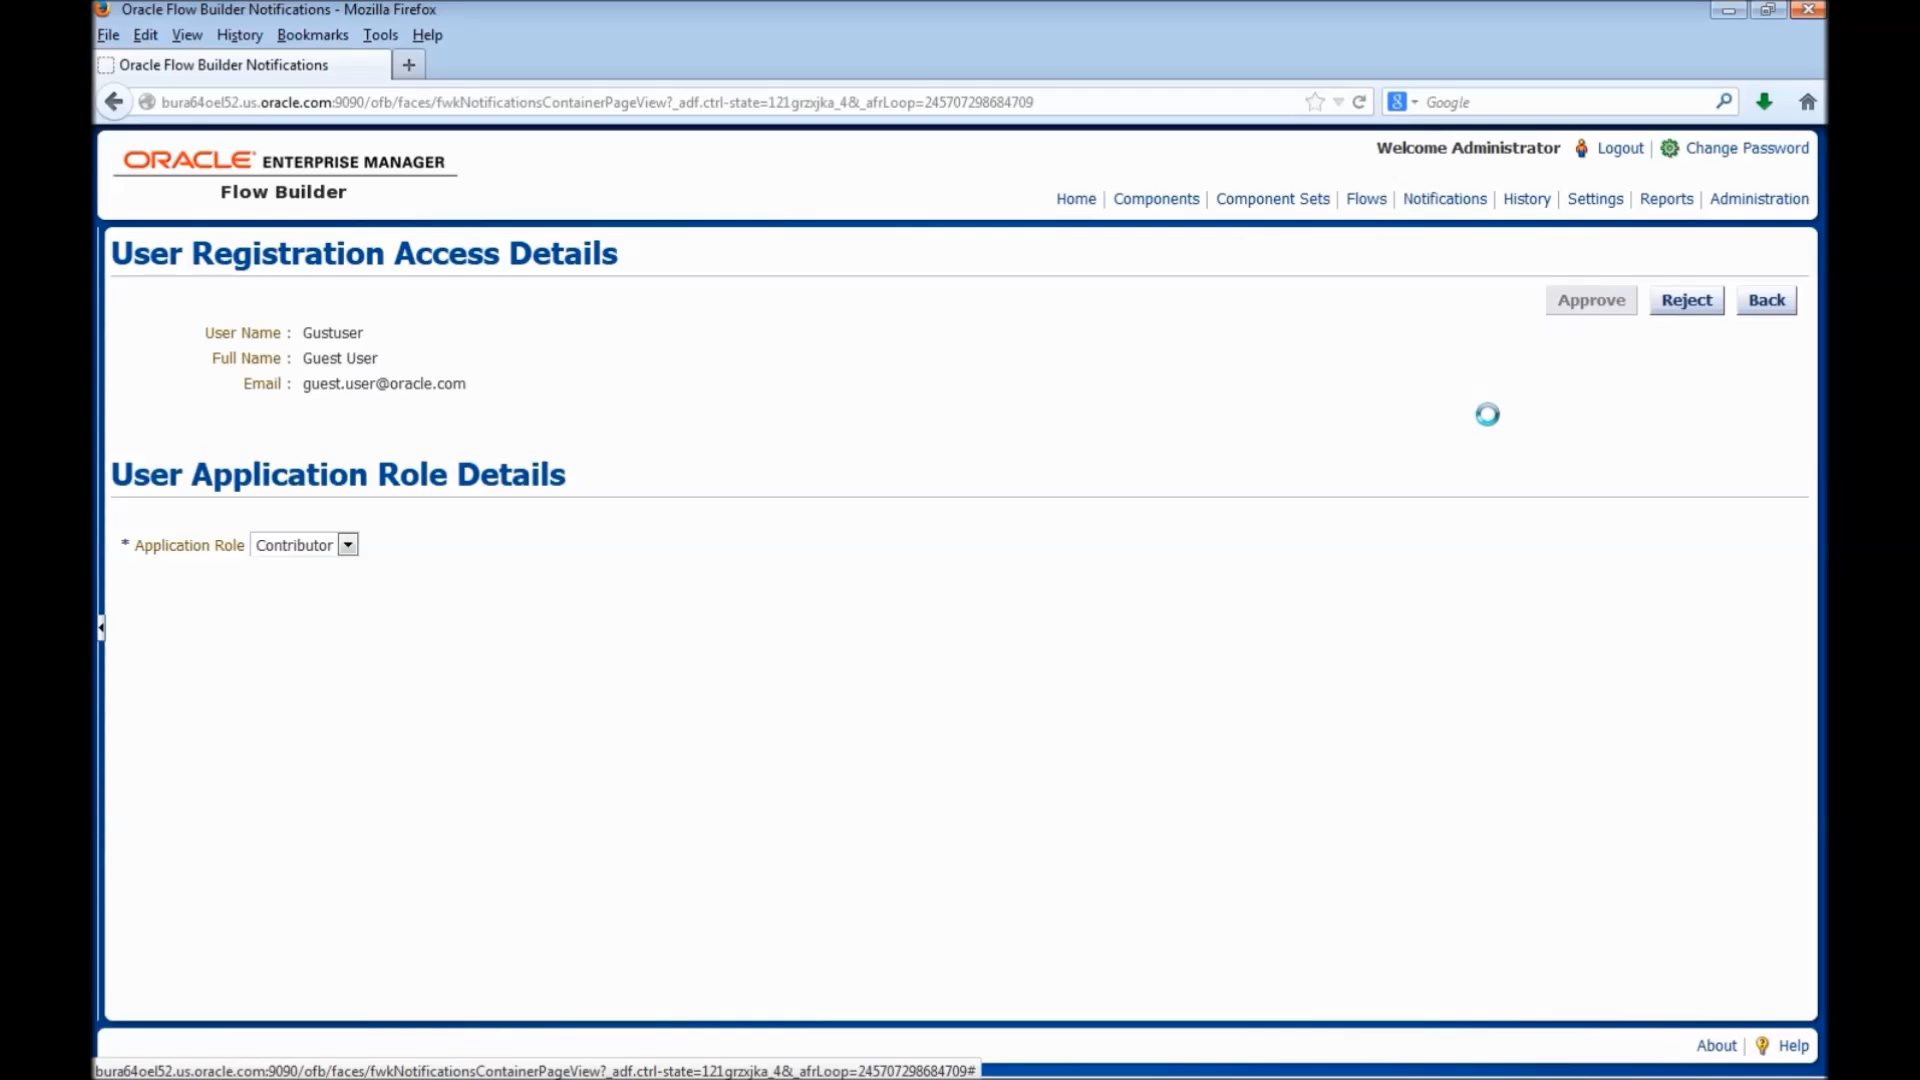 Oracle Flow Builder Notifications - Mozilla Firefox
File Edit View History Bookmarks Tools Help
Oracle Flow Builder Notifications
bura64oel52.us.oracle.com:9090/ofb/faces/fwkNotificationsContainerPageView?_adf.ctrl-state=121grzxjka_4&_afrLoop=245707298684709
Google
ORACLE ENTERPRISE MANAGER
Flow Builder
Welcome Administrator Logout Change Password
Home Components Component Sets Flows Notifications History Settings Reports Administration
User Registration Access Details
Approve Reject Back
User Name : Gustuser
Full Name : Guest User
Email : guest.user@oracle.com
User Application Role Details
* Application Role Contributor
About Help
bura64oel52.us.oracle.com:9090/ofb/faces/fwkNotificationsContainerPageView?_adf.ctrl-state=121grzxjka_4&_afrLoop=245707298684709#